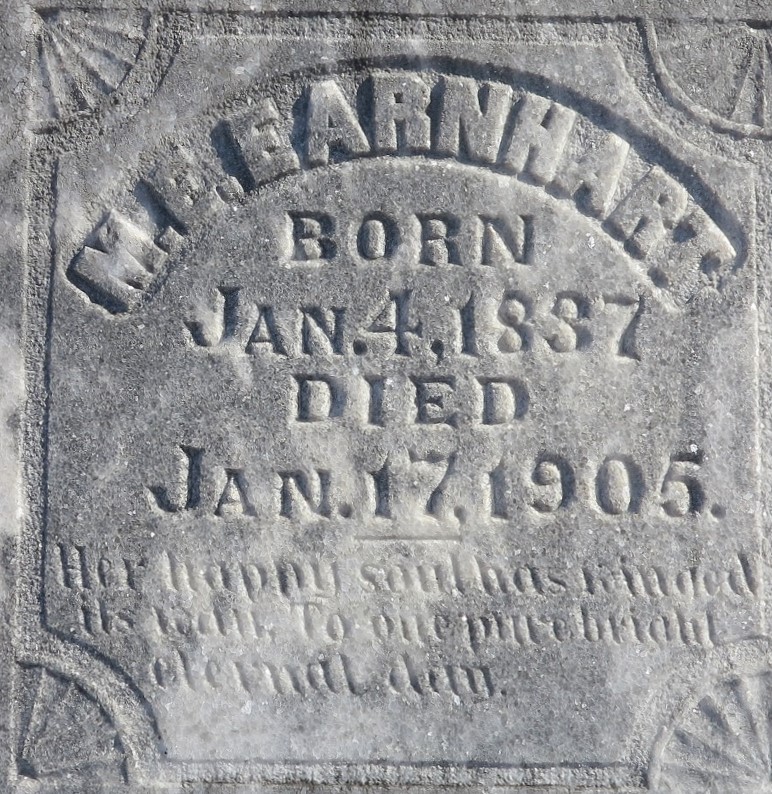 M.P. EARNHART.
BORN
JAN. 4, 1837
DIED
JAN. 17, 1905.
Her happy soul has winged
its way, To one pure bright
eternal day.